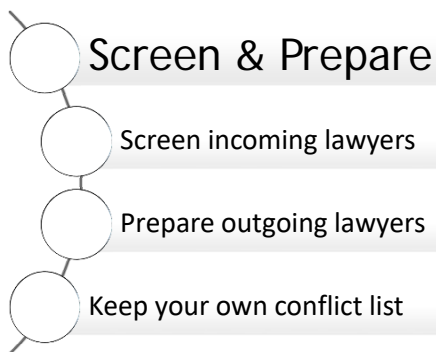 Screen & Prepare
Screen incoming lawyers
Prepare outgoing lawyers
Keep your own conflict list